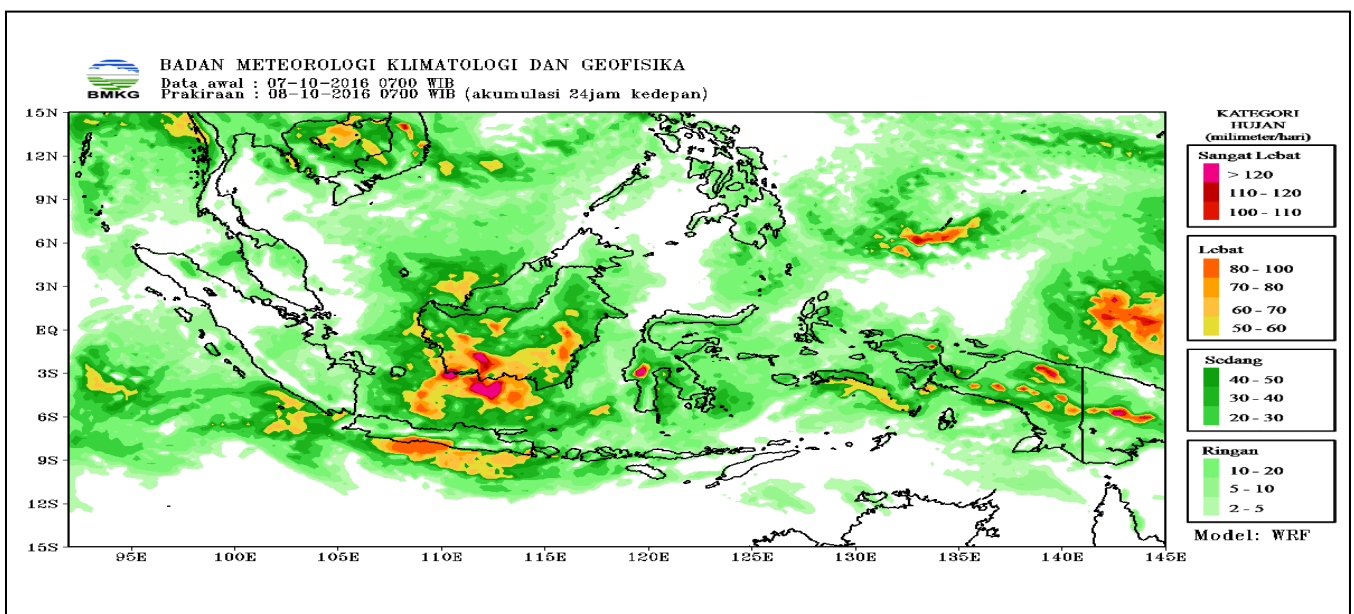 BADAN METEOROLOGI KLIMATOLOGI DAN GEOFISIKA
Data awal : 07-10-2016 0700 WIB
Prakiraan : 08-10-2016 0700 WIB (akumulasi 24jam kedepan)
BMKG
15N
12N
9N
6N
3N
EQ
3S
6S
9S
12S
15S
95E 100E 105E 110E 115E 120E 125E 130E 135E 140E 145E
KATEGORI
HUJAN
(milimeter/hari)
Sangat Lebat
> 120
110 - 120
100 - 110
Lebat
80 - 100
70 - 80
60 - 70
50 - 60
Sedang
40 - 50
30 - 40
20 - 30
Ringan
10 - 20
5 - 10
2 - 5
Model: WRF